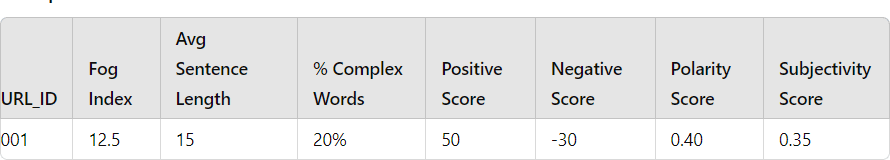 URL_ID	Fog Index	Avg Sentence Length	% Complex Words	Positive Score	Negative Score	Polarity Score	Subjectivity Score
001	12.5	15	20%	50	-30	0.40	0.35